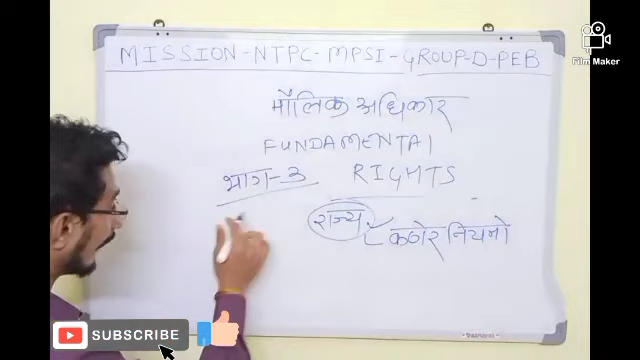 Film Maker
MISSION-NTPC-MPSI-GROUP-D-PEB
मौलिक अधिकार
FUNDAMENTAL
भाग-3 RIGHTS
राज्य कठोर नियमो
SUBSCRIBE